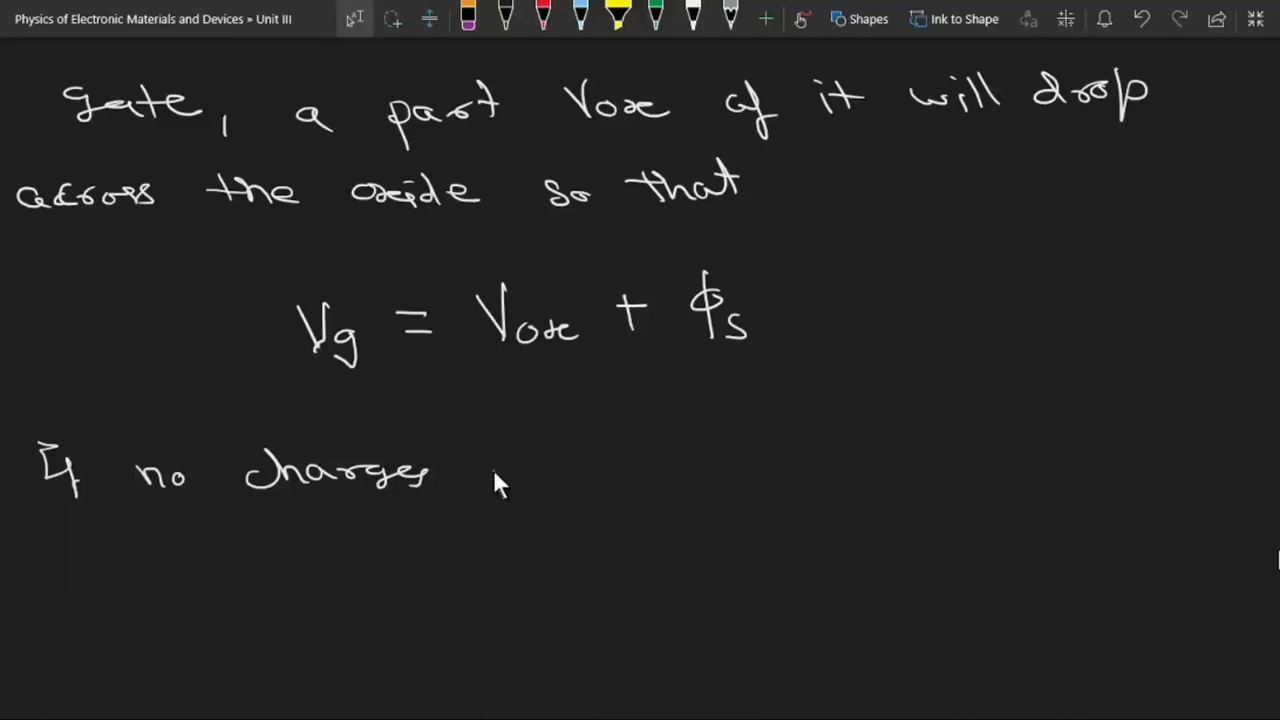 Physics of Electronic Materials and Devices » Unit III
Shapes
Ink to Shape
gate, a part Vox of it will drop
across the oxide so that
Vg = Vox + ϕs
If no charges